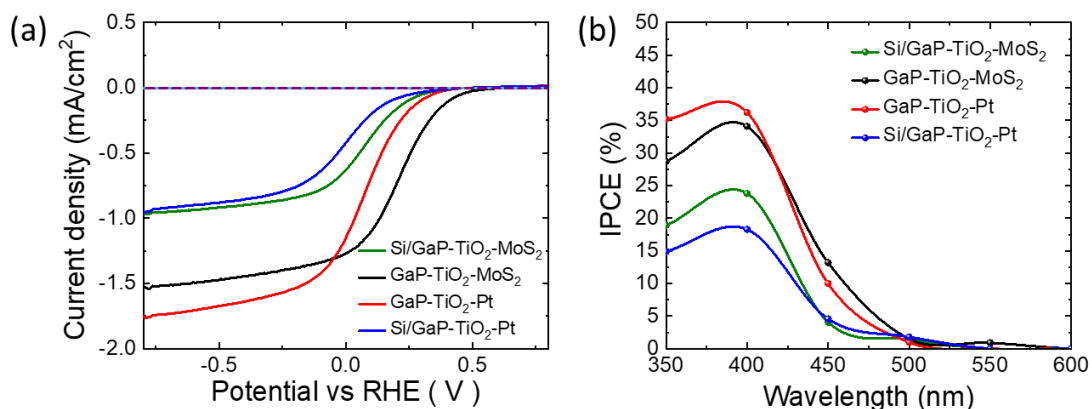 (a)
0.5
0.0
-0.5
-1.0
-1.5
-2.0
Current density (mA/cm²)
-0.5
0.0
0.5
Potential vs RHE ( V )
Si/GaP-TiO₂-MoS₂
GaP-TiO₂-MoS₂
GaP-TiO₂-Pt
Si/GaP-TiO₂-Pt
(b)
50
45
40
35
30
25
20
15
10
5
0
IPCE (%)
350
400
450
500
550
600
Wavelength (nm)
Si/GaP-TiO₂-MoS₂
GaP-TiO₂-MoS₂
GaP-TiO₂-Pt
Si/GaP-TiO₂-Pt